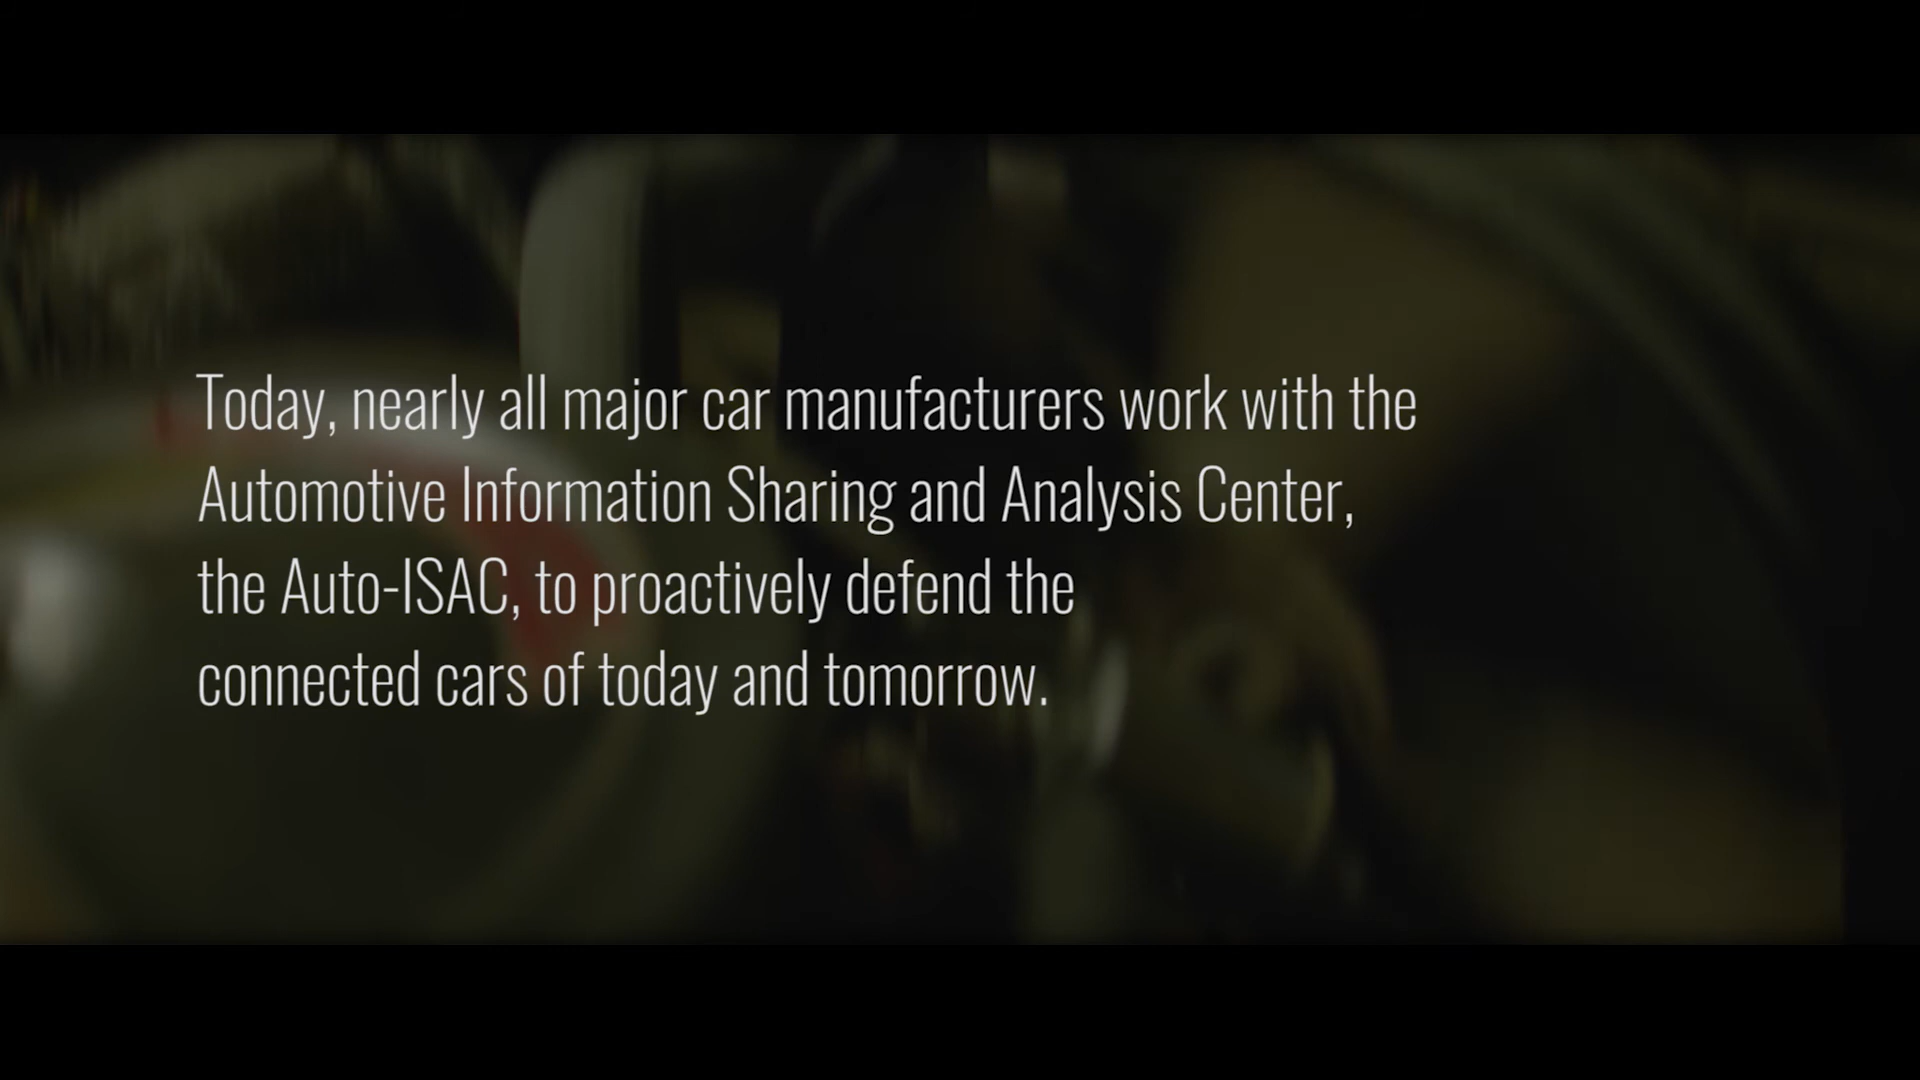 Today, nearly all major car manufacturers work with the
Automotive Information Sharing and Analysis Center,
the Auto-ISAC, to proactively defend the
connected cars of today and tomorrow.